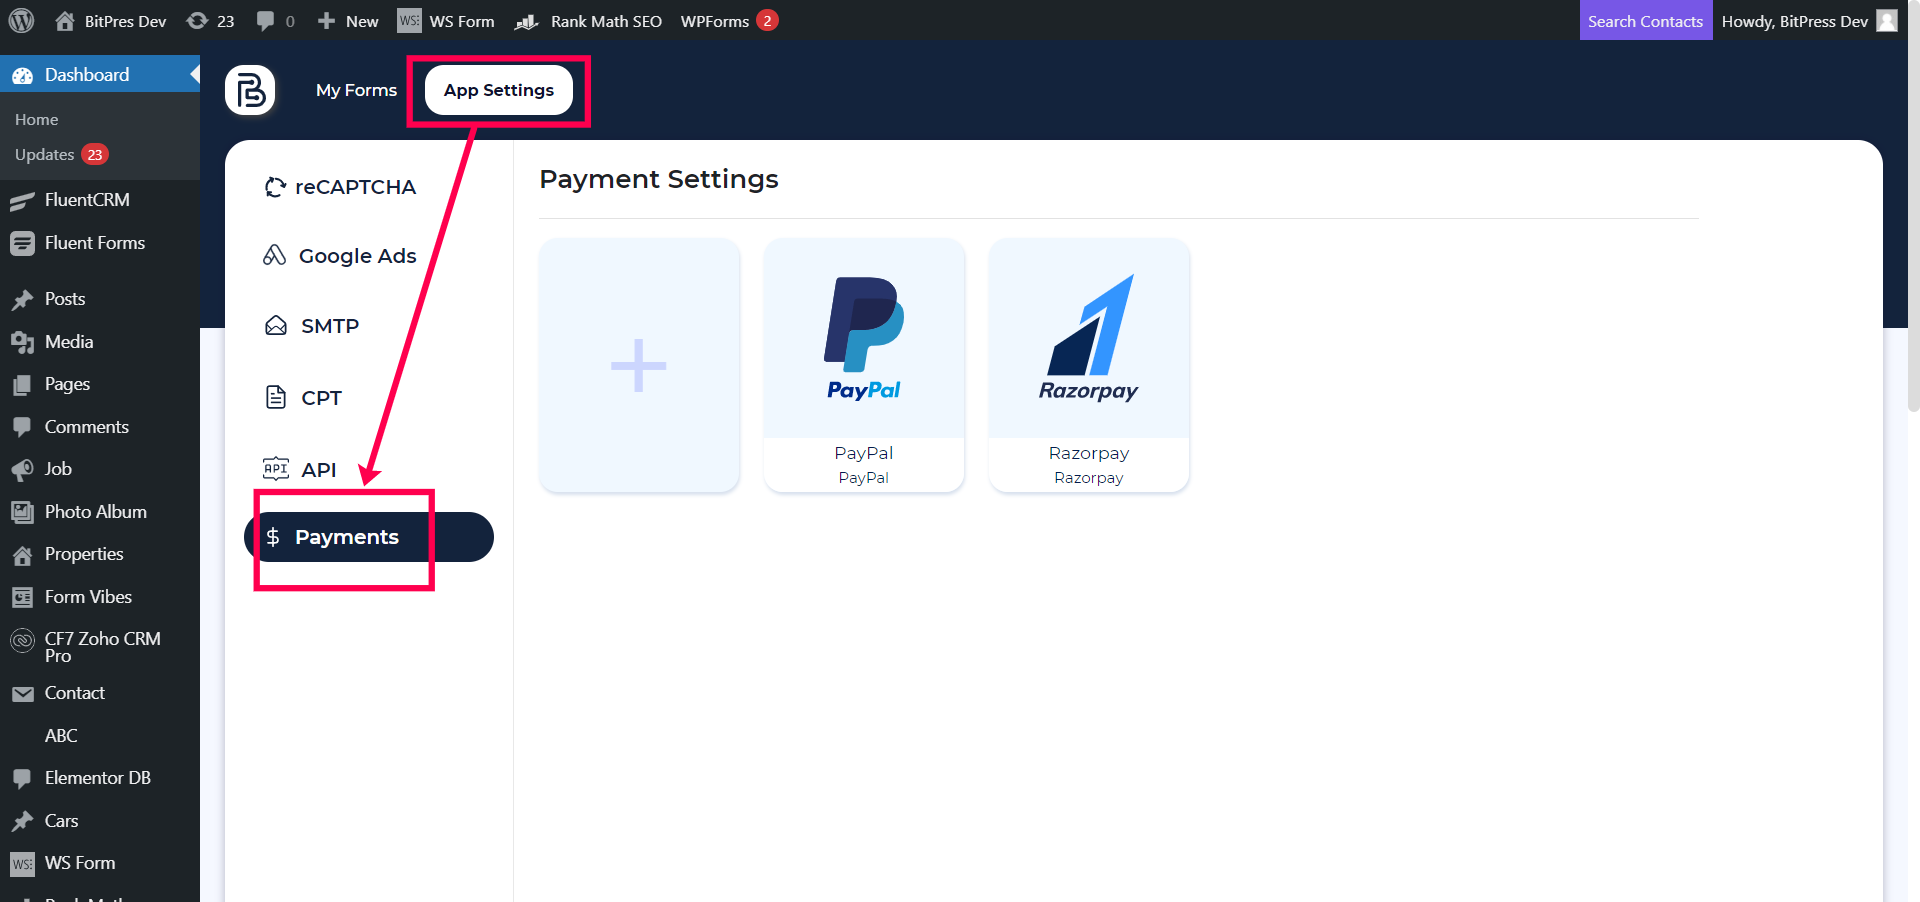 BitPres Dev
23
0
New
WS Form
Rank Math SEO
WPForms 2
Search Contacts
Howdy, BitPress Dev
Dashboard
Home
Updates 23
FluentCRM
Fluent Forms
Posts
Media
Pages
Comments
Job
Photo Album
Properties
Form Vibes
CF7 Zoho CRM
Pro
Contact
ABC
Elementor DB
Cars
WS Form
My Forms
App Settings
reCAPTCHA
Google Ads
SMTP
CPT
API
$ Payments
Payment Settings
+
PayPal
PayPal
PayPal
Razorpay
Razorpay
Razorpay